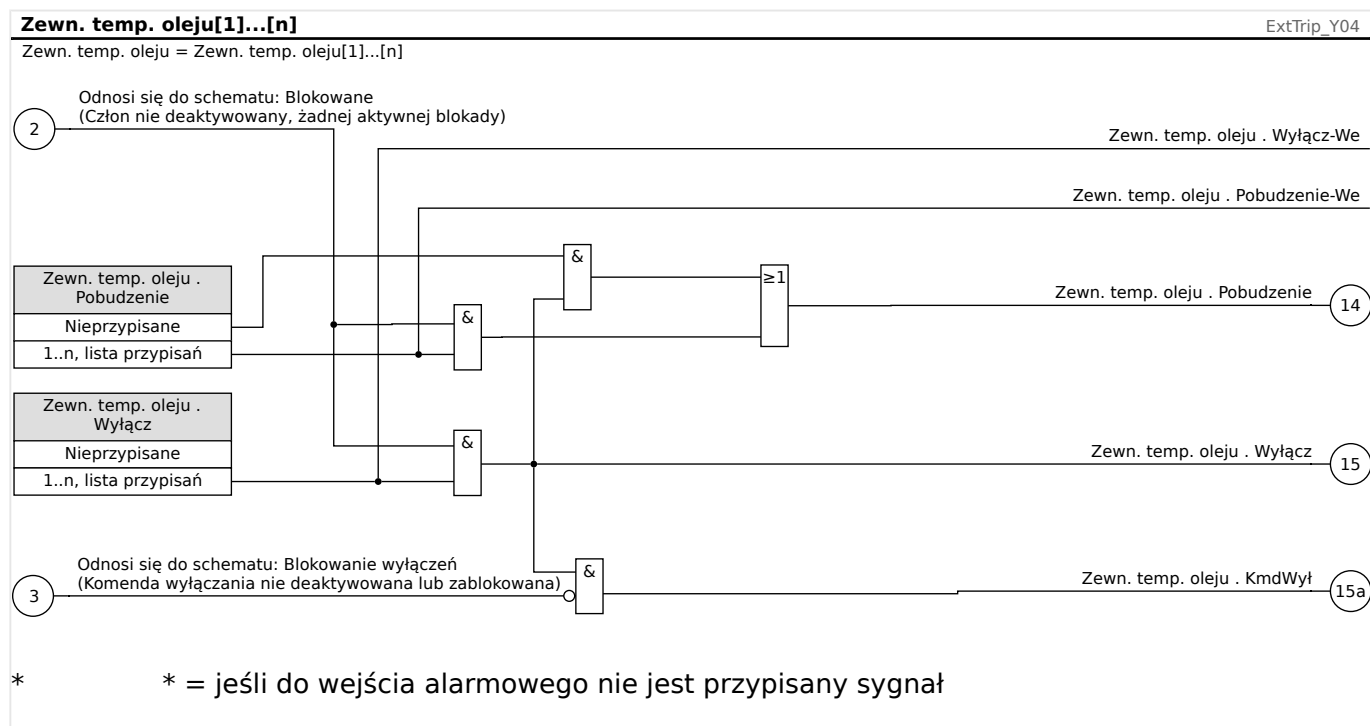 Zewn. temp. oleju[1]...[n]
ExtTrip_Y04
Zewn. temp. oleju = Zewn. temp. oleju[1]...[n]
Odnosi się do schematu: Blokowane
(Człon nie deaktywowany, żadnej aktywnej blokady)
2
Zewn. temp. oleju . Wyłącz-We
Zewn. temp. oleju . Pobudzenie-We
&
≥1
Zewn. temp. oleju .
Pobudzenie
Nieprzypisane
1..n, lista przypisań
&
Zewn. temp. oleju . Pobudzenie
14
Zewn. temp. oleju .
Wyłącz
Nieprzypisane
1..n, lista przypisań
&
Zewn. temp. oleju . Wyłącz
15
Odnosi się do schematu: Blokowanie wyłączeń
(Komenda wyłączania nie deaktywowana lub zablokowana)
3
&
Zewn. temp. oleju . KmdWył
15a
* * = jeśli do wejścia alarmowego nie jest przypisany sygnał